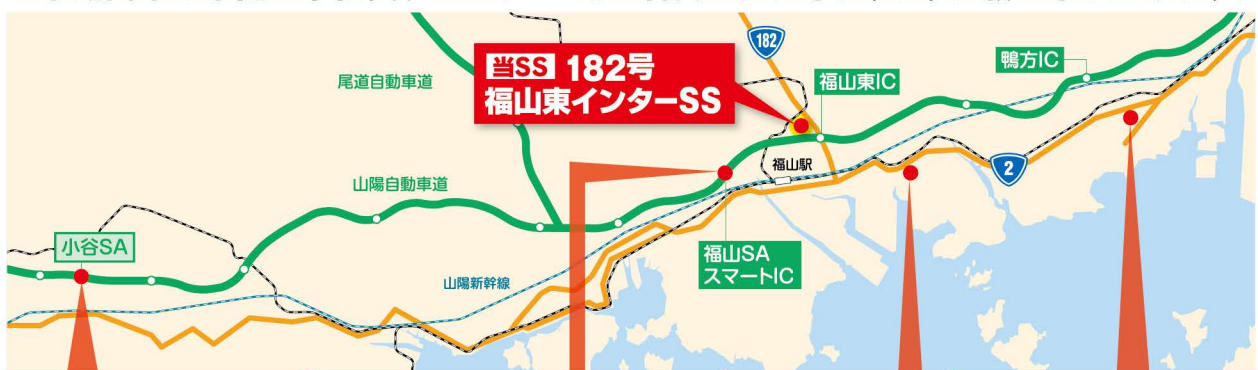 182
当SS 182号
福山東インターSS
尾道自動車道
福山東IC
鴨方IC
福山駅
2
山陽自動車道
小谷SA
福山SA
スマートIC
山陽新幹線